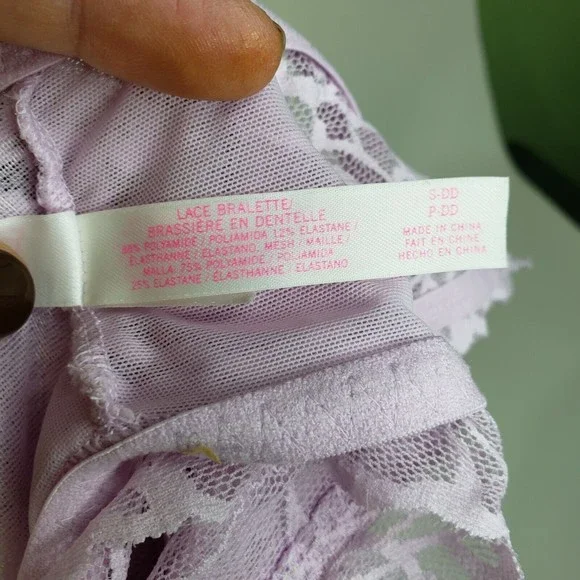 LACE BRALETTE/
BRASSIÈRE EN DENTELLE
88% POLYAMIDE / POLIAMIDA 12% ELASTANE /
ÉLASTHANNE / ELASTANO, MESH / MAILLE /
MALLA: 75% POLYAMIDE / POLIAMIDA
25% ELASTANE / ÉLASTHANNE / ELASTANO
S-DD
P-DD
MADE IN CHINA
FAIT EN CHINE
HECHO EN CHINA